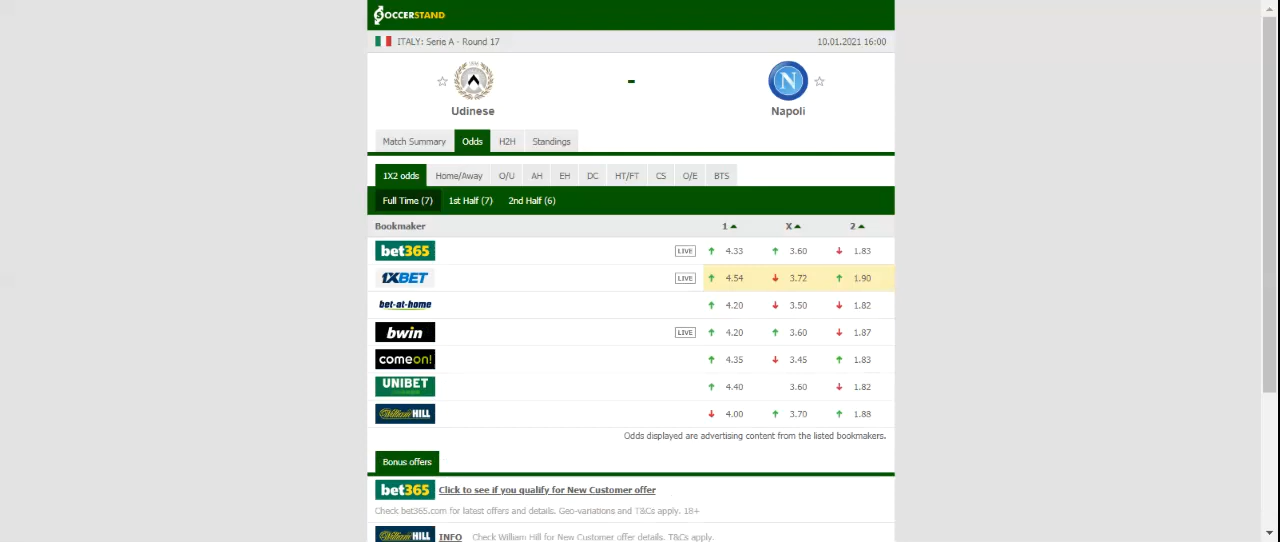 SOCCERSTAND
ITALY: Serie A - Round 17 10.01.2021 16:00
-
Udinese Napoli
Match Summary Odds H2H Standings
1X2 odds Home/Away O/U AH EH DC HT/FT CS O/E BTS
Full Time (7) 1st Half (7) 2nd Half (6)
Bookmaker 1 X 2
bet365 LIVE 4.33 3.60 1.83
1XBET LIVE 4.54 3.72 1.90
bet-at-home 4.20 3.50 1.82
bwin LIVE 4.20 3.60 1.87
comeon! 4.35 3.45 1.83
UNIBET 4.40 3.60 1.82
William HILL 4.00 3.70 1.88
Odds displayed are advertising content from the listed bookmakers.
Bonus offers
bet365 Click to see if you qualify for New Customer offer
Check bet365.com for latest offers and details. Geo-variations and T&Cs apply. 18+
William HILL INFO Check William Hill for New Customer offer details. T&Cs apply.